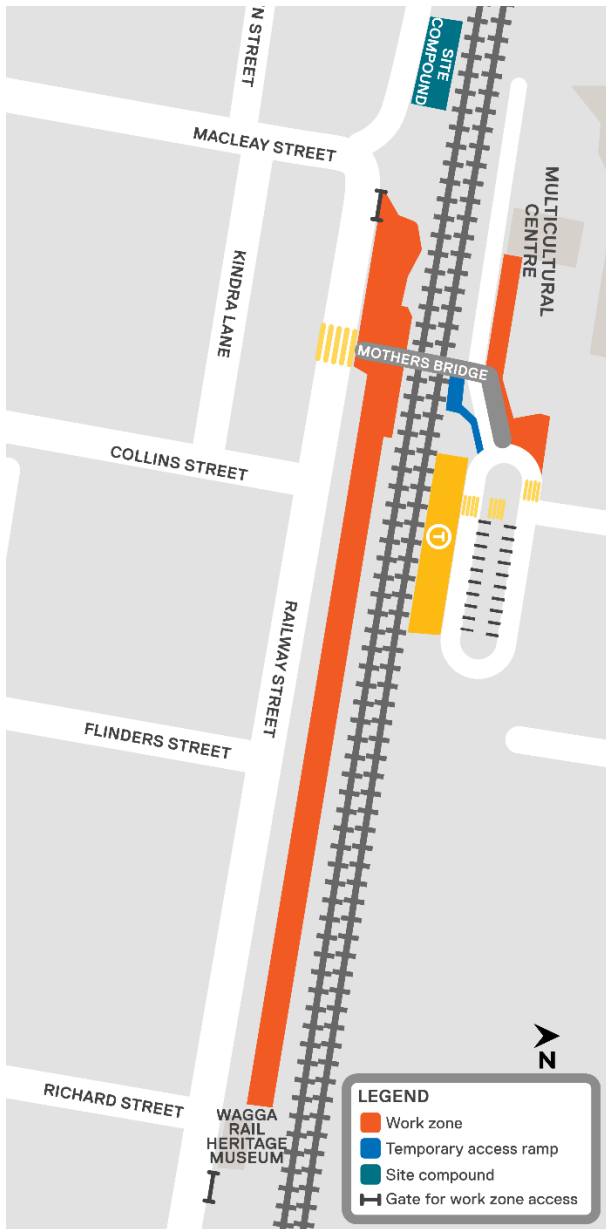 N STREET
SITE
COMPOUND
MACLEAY STREET
MULTICULTURAL
CENTRE
KINDRA LANE
MOTHERS BRIDGE
COLLINS STREET
T
RAILWAY STREET
FLINDERS STREET
N
RICHARD STREET
WAGGA
RAIL
HERITAGE
MUSEUM
LEGEND
Work zone
Temporary access ramp
Site compound
Gate for work zone access